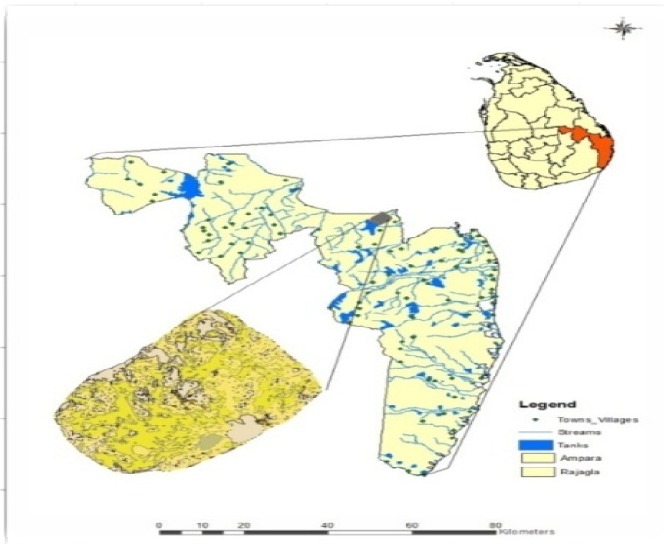 Legend
Towns_Villages
Streams
Tanks
Ampara
Rajagla
0 10 20 40 60 80
Kilometers